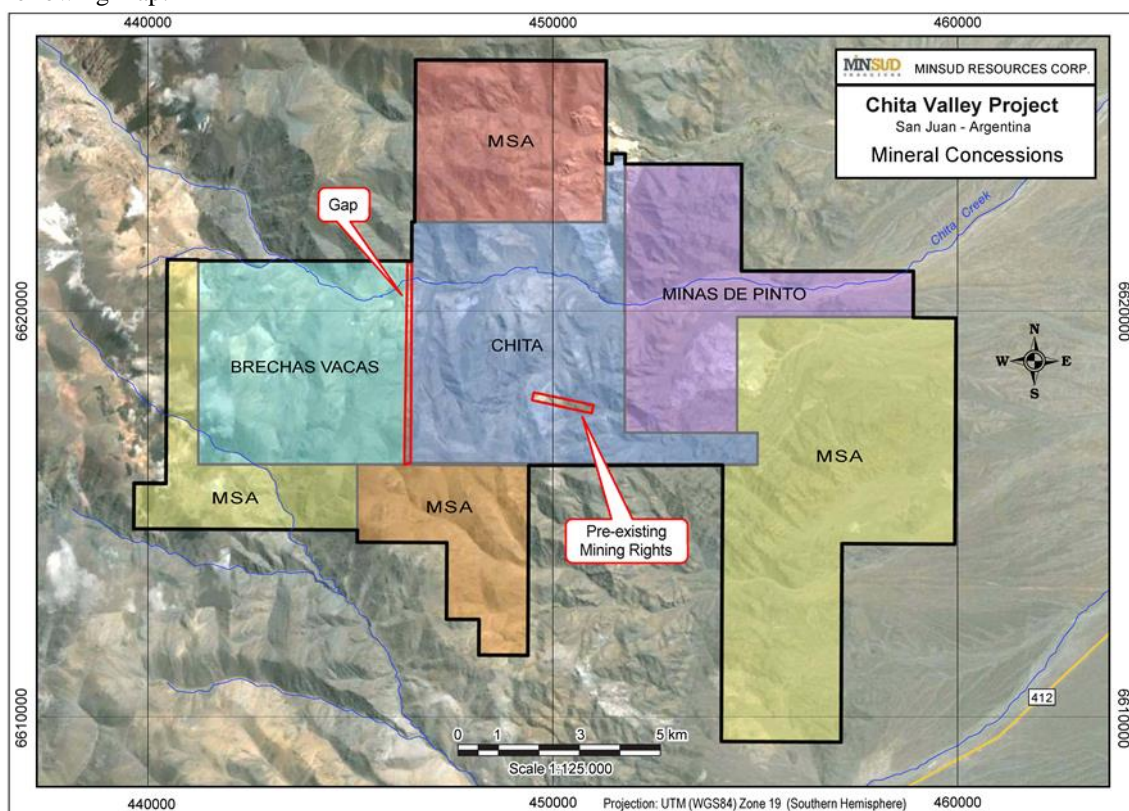 440000
450000
460000
MINSUD
MINSUD RESOURCES CORP.
Chita Valley Project
San Juan - Argentina
Mineral Concessions
MSA
Gap
Chita Creek
6620000
6620000
MINAS DE PINTO
CHITA
BRECHAS VACAS
N
W
E
S
MSA
MSA
MSA
Pre-existing
Mining Rights
412
6610000
6610000
0 1 3 5 km
Scale 1:125.000
440000
450000
460000
Projection: UTM (WGS84) Zone 19 (Southern Hemisphere)